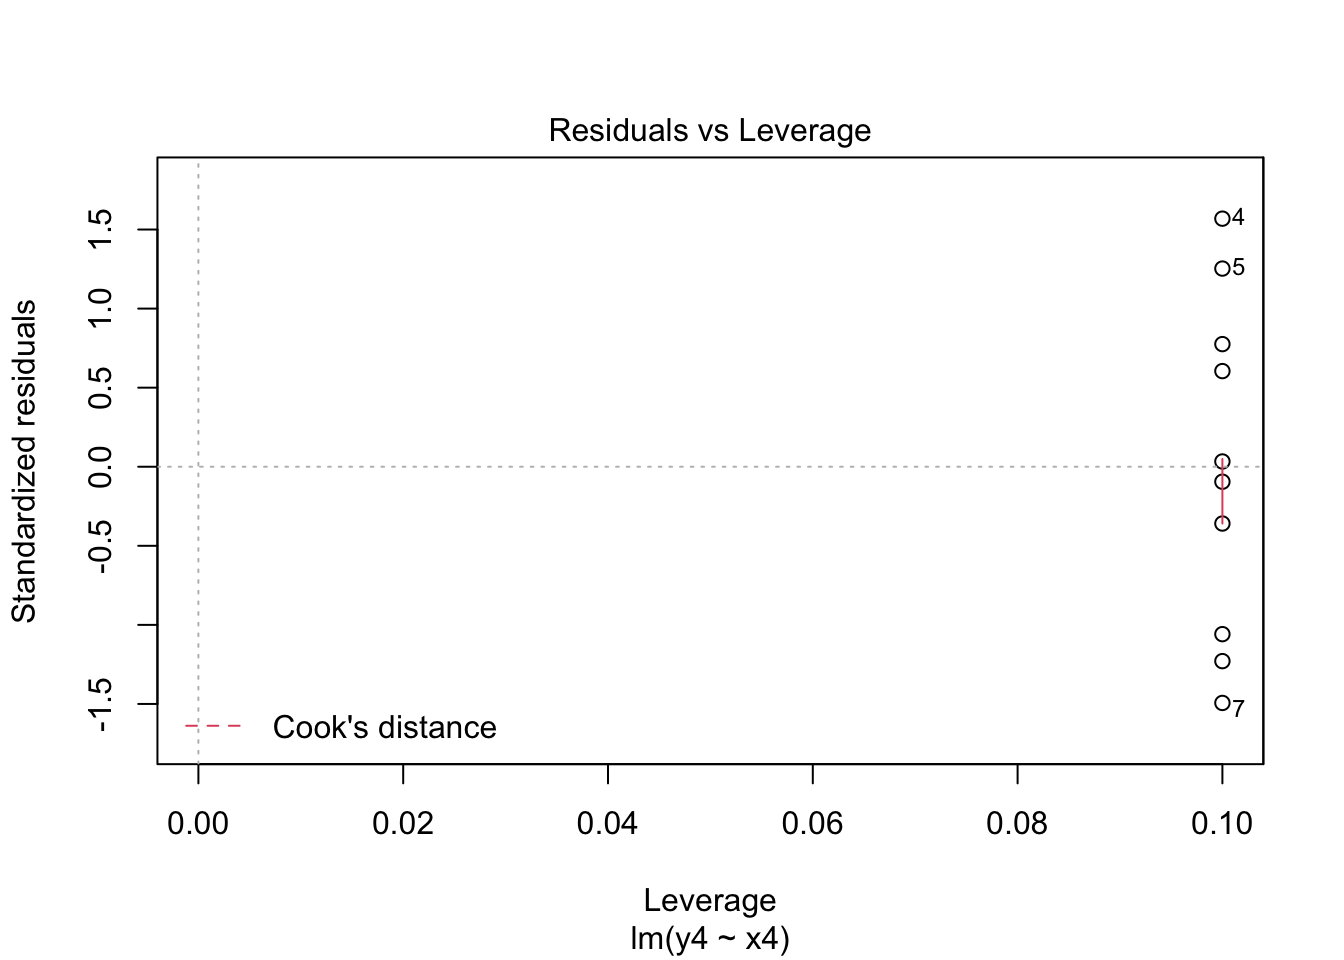 Residuals vs Leverage
Standardized residuals
1.5
1.0
0.5
0.0
-0.5
-1.5
4
5
7
Cook's distance
0.00 0.02 0.04 0.06 0.08 0.10
Leverage
lm(y4 ~ x4)